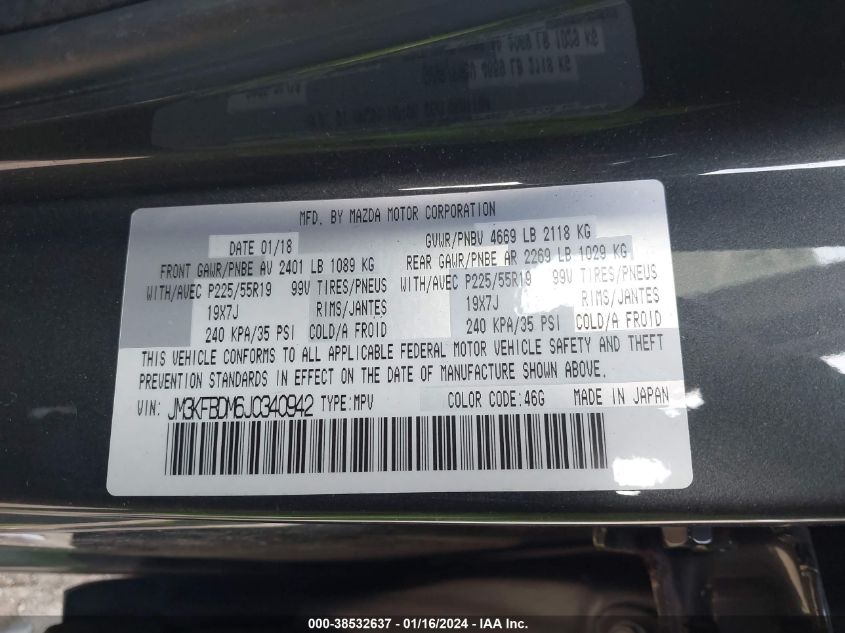 MFD. BY MAZDA MOTOR CORPORATION
DATE 01/18 GVWR/PNBV 4669 LB 2118 KG
FRONT GAWR/PNBE AV 2401 LB 1089 KG REAR GAWR/PNBE AR 2269 LB 1029 KG
WITH/AVEC P225/55R19 99V TIRES/PNEUS WITH/AVEC P225/55R19 99V TIRES/PNEUS
19X7J RIMS/JANTES 19X7J RIMS/JANTES
240 KPA/35 PSI COLD/A FROID 240 KPA/35 PSI COLD/A FROID
THIS VEHICLE CONFORMS TO ALL APPLICABLE FEDERAL MOTOR VEHICLE SAFETY AND THEFT
PREVENTION STANDARDS IN EFFECT ON THE DATE OF MANUFACTURE SHOWN ABOVE.
VIN: JM3KFBDM6JC340942 TYPE:MPV COLOR CODE:46G MADE IN JAPAN
000-38532637 - 01/16/2024 - IAAI Inc.